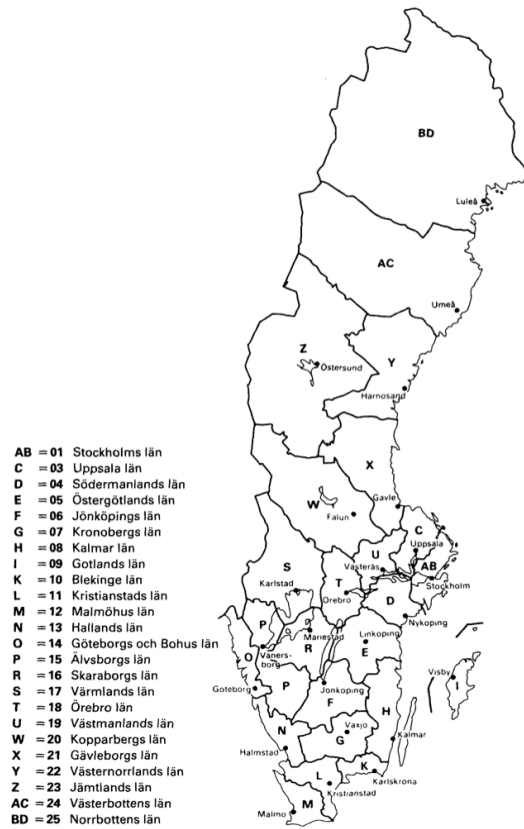 BD
Luleå
AC
Umeå
Z
Östersund
Y
Harnosand
X
Gavle
W
Falun
C
Uppsala
U
Västerås
AB
Stockholm
S
Karlstad
T
Orebro
D
Nykoping
P
Mariestad
R
Linkoping
E
O
Vaners-
borg
Visby
I
Goteborg
P
Jonkoping
F
H
N
Vaxjo
G
Kalmar
Halmstad
K
Karlskrona
L
Kristianstad
M
Malmo
AB = 01 Stockholms län
C = 03 Uppsala län
D = 04 Södermanlands län
E = 05 Östergötlands län
F = 06 Jönköpings län
G = 07 Kronobergs län
H = 08 Kalmar län
I = 09 Gotlands län
K = 10 Blekinge län
L = 11 Kristianstads län
M = 12 Malmöhus län
N = 13 Hallands län
O = 14 Göteborgs och Bohus län
P = 15 Älvsborgs län
R = 16 Skaraborgs län
S = 17 Värmlands län
T = 18 Örebro län
U = 19 Västmanlands län
W = 20 Kopparbergs län
X = 21 Gävleborgs län
Y = 22 Västernorrlands län
Z = 23 Jämtlands län
AC = 24 Västerbottens län
BD = 25 Norrbottens län